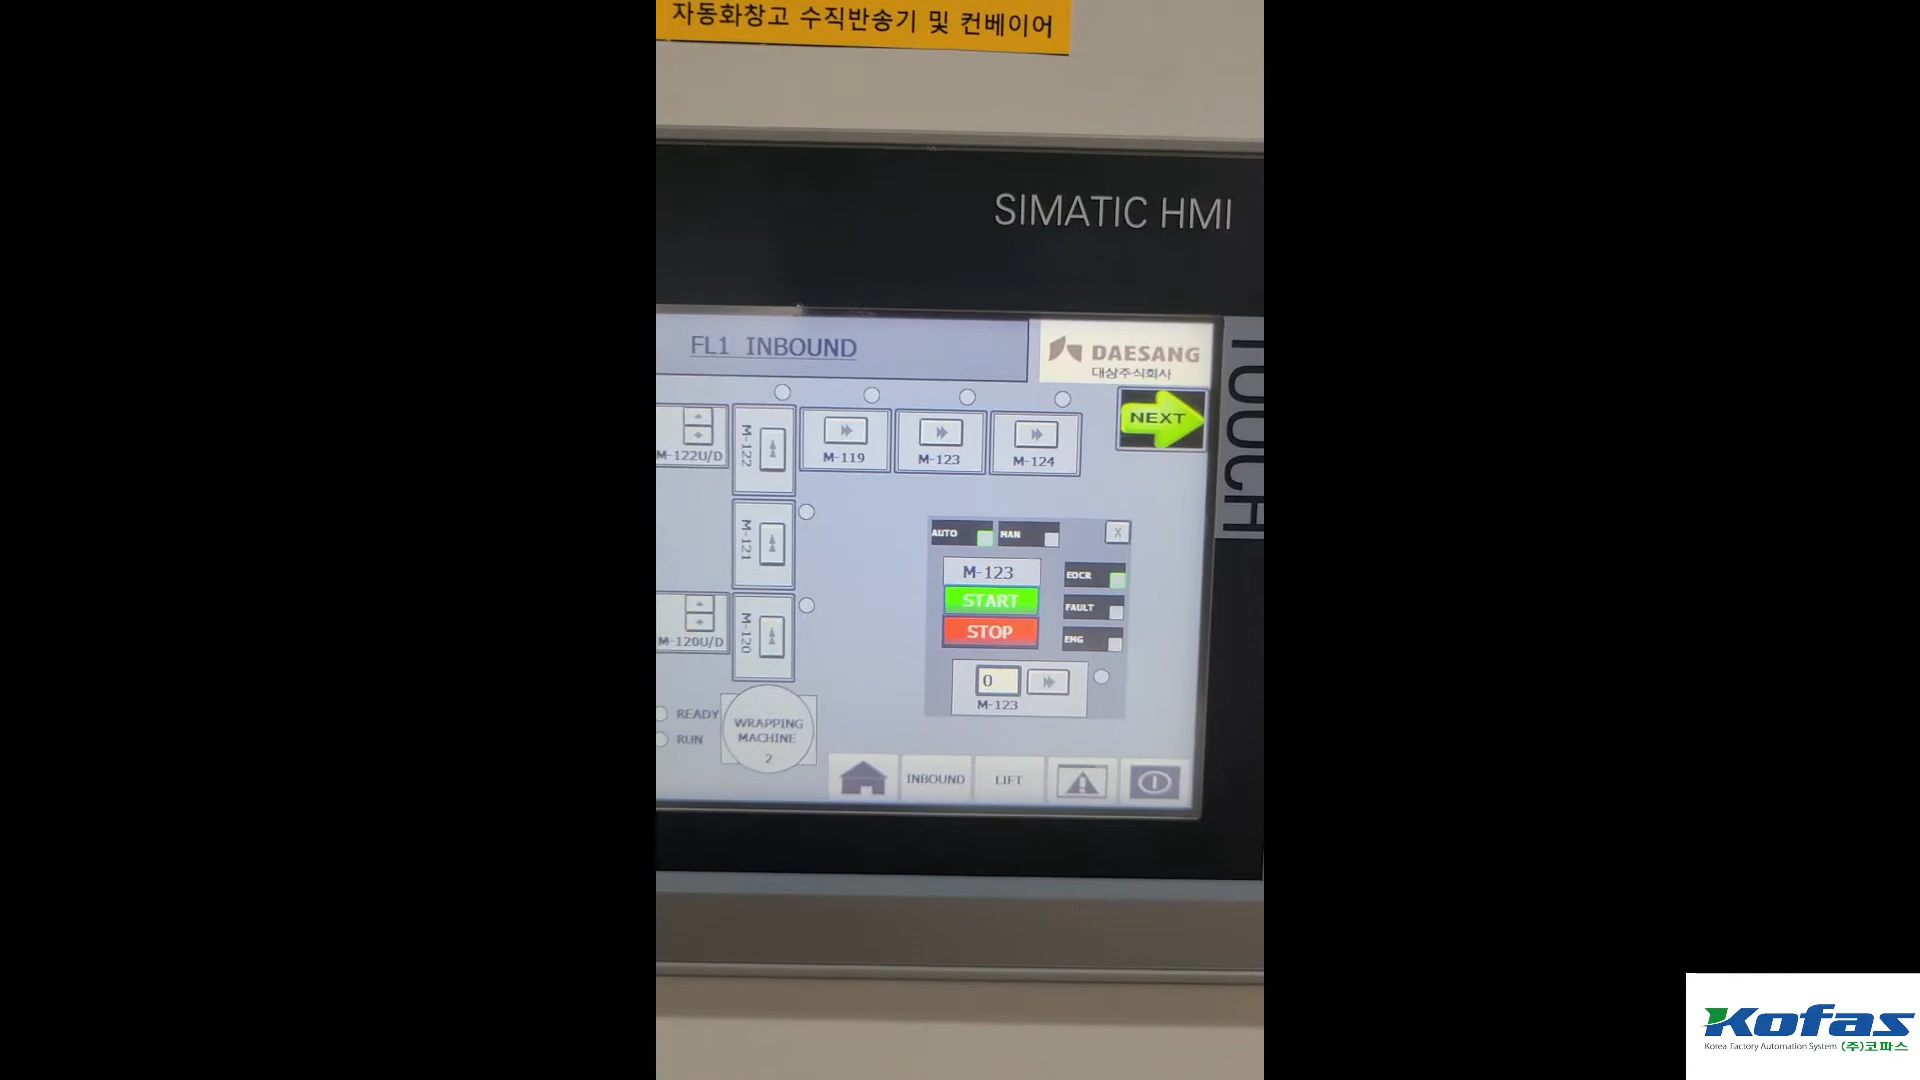 자동화창고 수직반송기 및 컨베이어
SIMATIC HMI
TOUCH
FL1 INBOUND
DAESANG
대상주식회사
NEXT
M-122U/D
M-122
M-119
M-123
M-124
M-121
AUTO
MAN
X
M-123
EOCR
START
FAULT
STOP
EMG
M-120U/D
M-120
0
M-123
READY
RUN
WRAPPING
MACHINE
2
INBOUND
LIFT
Kofas
Korea Factory Automation System (주)코파스